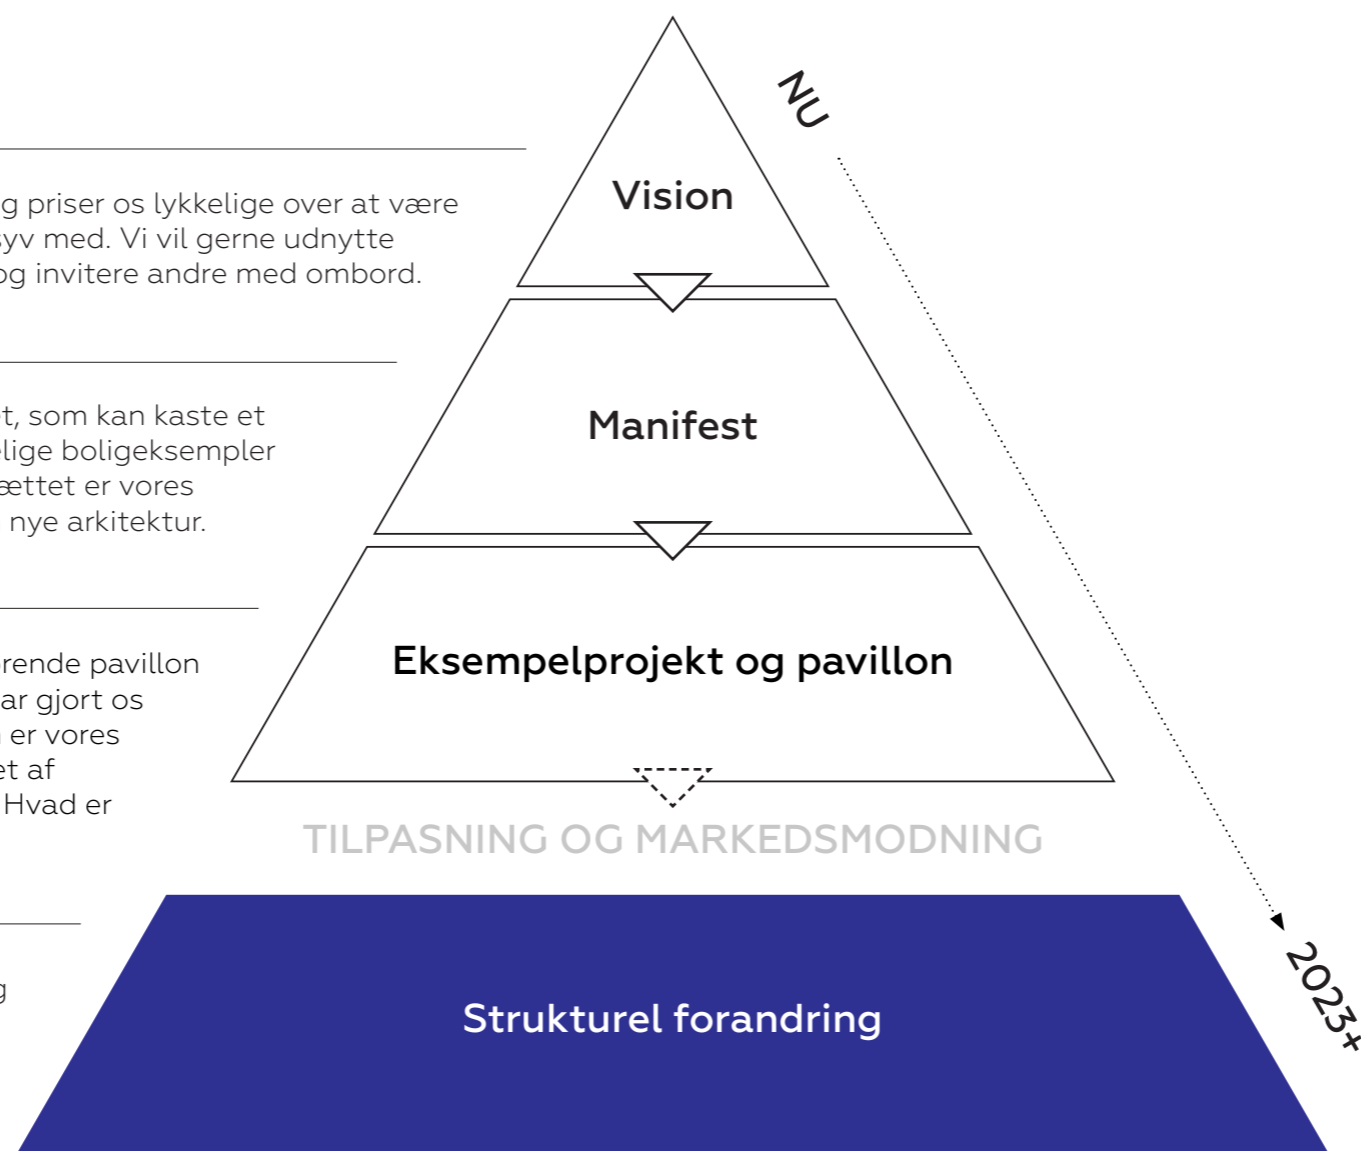 NU
Vision
g priser os lykkelige over at være
syv med. Vi vil gerne udnytte
og invitere andre med ombord.
Manifest
t, som kan kaste et
elige boligeksempler
ættet er vores
nye arkitektur.
Eksempelprojekt og pavillon
rende pavillon
ar gjort os
er vores
et af
Hvad er
TILPASNING OG MARKEDSMODNING
g
Strukturel forandring
2023+